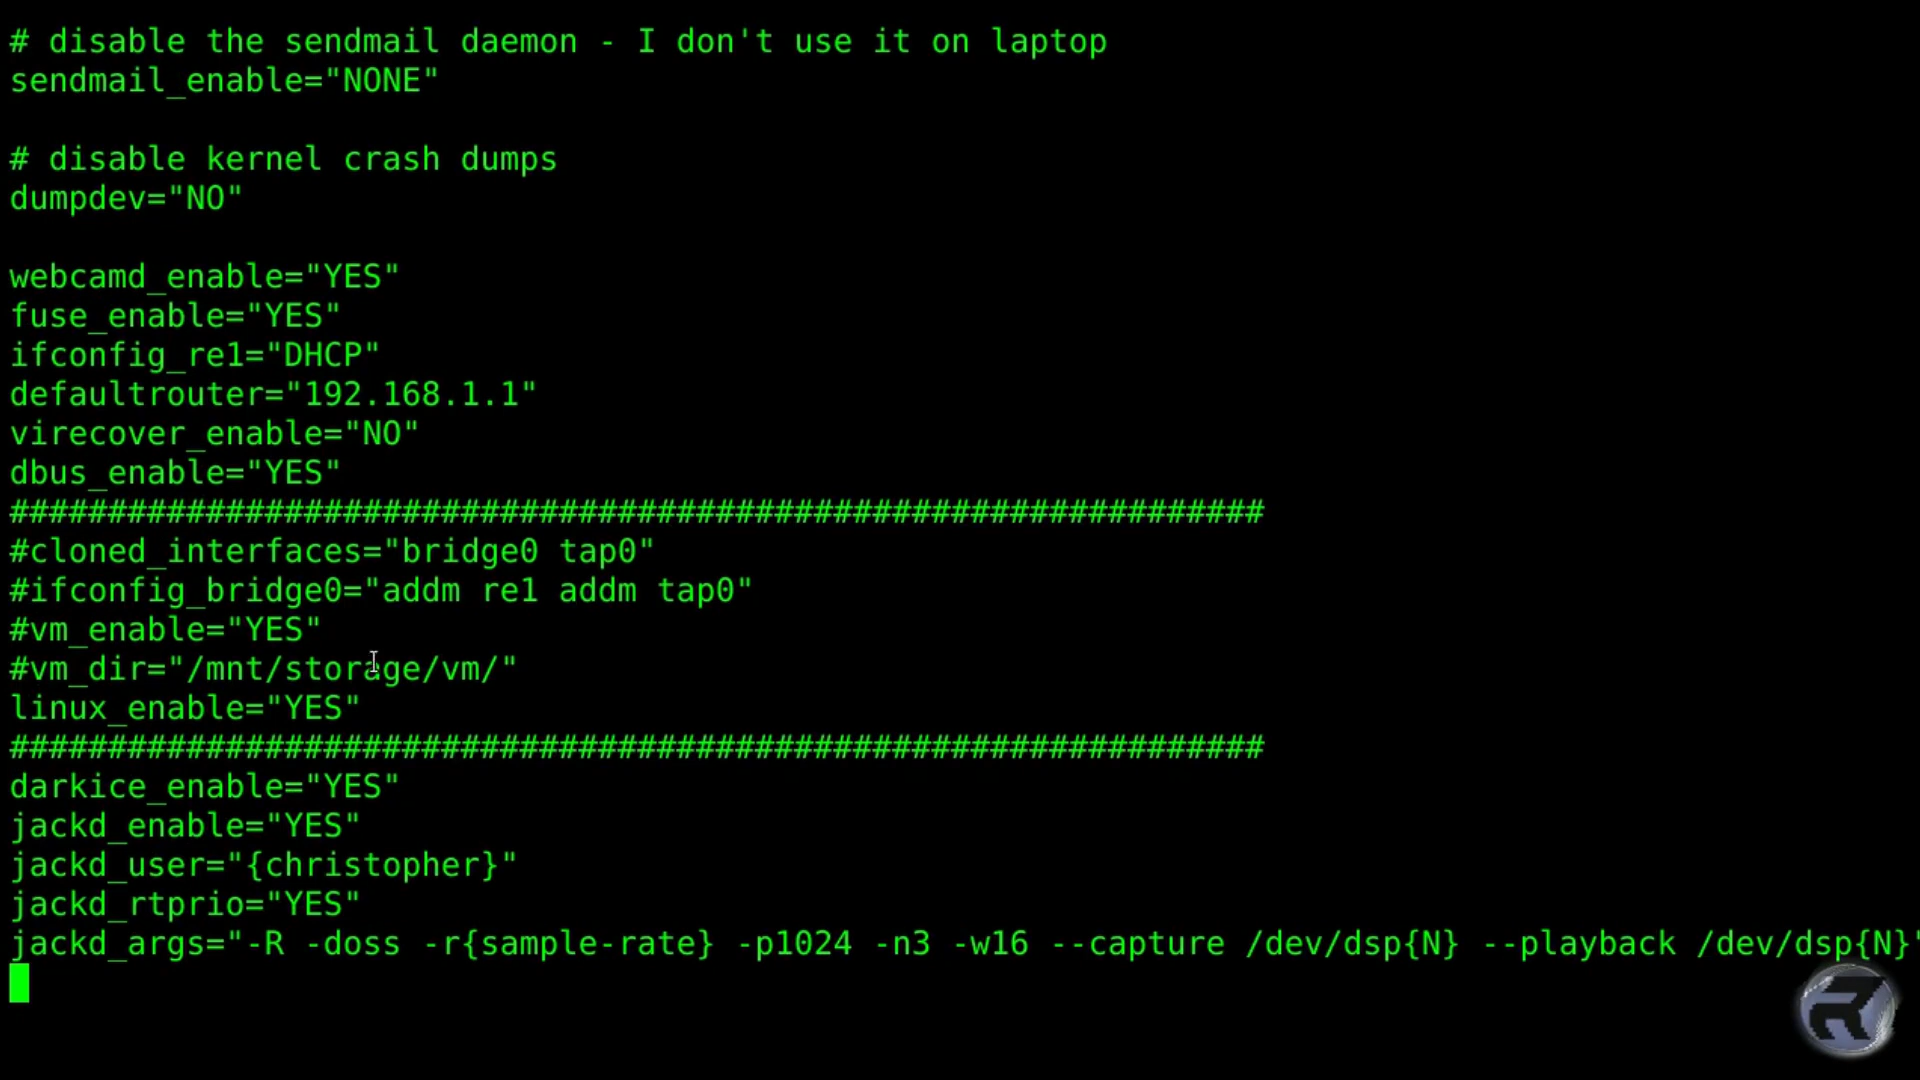 # disable the sendmail daemon - I don't use it on laptop
sendmail_enable="NONE"
# disable kernel crash dumps
dumpdev="NO"
webcamd_enable="YES"
fuse_enable="YES"
ifconfig_re1="DHCP"
defaultrouter="192.168.1.1"
virecover_enable="NO"
dbus_enable="YES"
################################################################
#cloned_interfaces="bridge0 tap0"
#ifconfig_bridge0="addm re1 addm tap0"
#vm_enable="YES"
#vm_dir="/mnt/storage/vm/"
linux_enable="YES"
################################################################
darkice_enable="YES"
jackd_enable="YES"
jackd_user="{christopher}"
jackd_rtprio="YES"
jackd_args="-R -doss -r{sample-rate} -p1024 -n3 -w16 --capture /dev/dsp{N} --playback /dev/dsp{N}"